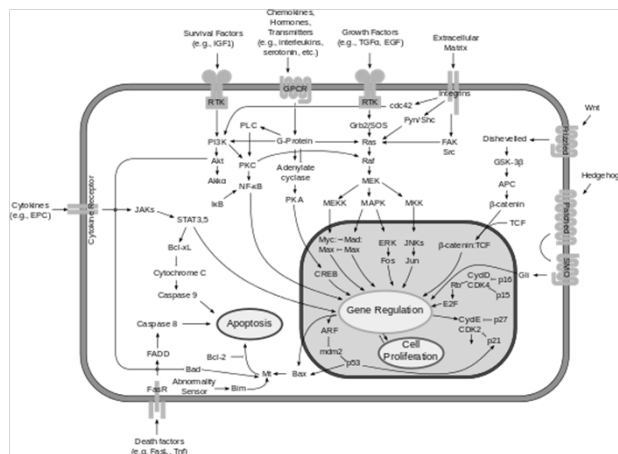 Chemokines,
Hormones,
Transmitters
(e.g., interleukins,
serotonin, etc.)
Survival Factors
(e.g., IGF1)
Growth Factors
(e.g., TGFα, EGF)
Extracellular
Matrix
RTK
GPCR
RTK
Integrins
cdc42
Wnt
Frizzled
PLC
Grb2/SOS
Fyn/Shc
PI3K
G-Protein
Ras
FAK
Src
Dishevelled
Akt
PKC
Adenylate
cyclase
Raf
GSK-3β
Akkα
NF-κB
MEK
APC
Hedgehog
IκB
PKA
MEKK
MAPK
MKK
β-catenin
Patched
Cytokines
(e.g., EPC)
Cytokine Receptor
JAKs
STAT3,5
TCF
Bcl-xL
Myc: Mad:
Max Max
ERK
Fos
JNKs
Jun
β-catenin:TCF
Cytochrome C
CREB
Gli
SMO
CycD
Rb CDK4
p16
p15
Caspase 9
E2F
Gene Regulation
Caspase 8
Apoptosis
ARF
CycE
CDK2
p27
p21
FADD
Bcl-2
mdm2
Cell
Proliferation
Bad
Mt
Bax
p53
FasR
Abnormality
Sensor
Bim
Death factors
(e.g. FasL, Tnf)